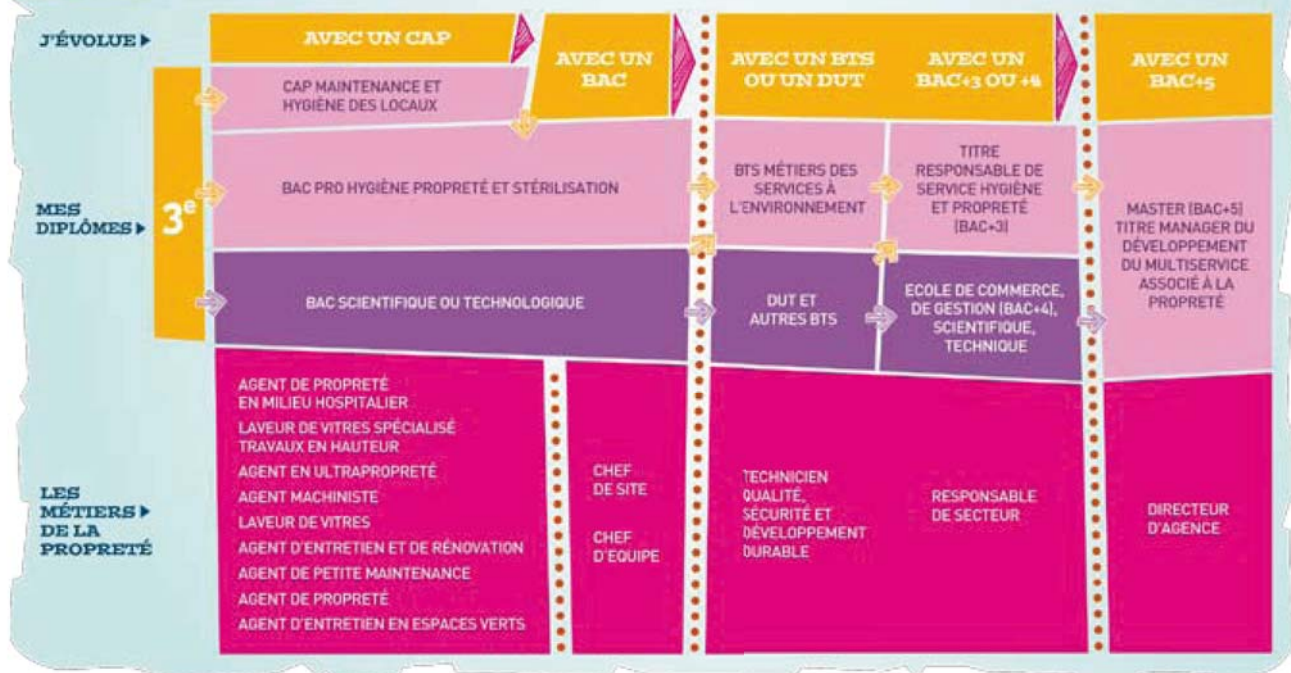 J'ÉVOLUE
AVEC UN CAP
AVEC UN
BAC
AVEC UN BTS
OU UN DUT
AVEC UN
BAC+3 OU +4
AVEC UN
BAC+5
MES
DIPLÔMES
3e
CAP MAINTENANCE ET
HYGIÈNE DES LOCAUX
BAC PRO HYGIÈNE PROPRETÉ ET STÉRILISATION
BTS MÉTIERS DES
SERVICES À
L'ENVIRONNEMENT
TITRE
RESPONSABLE DE
SERVICE HYGIÈNE
ET PROPRETÉ
(BAC+3)
MASTER (BAC+5)
TITRE MANAGER DU
DÉVELOPPEMENT
DU MULTISERVICE
ASSOCIÉ À LA
PROPRETÉ
BAC SCIENTIFIQUE OU TECHNOLOGIQUE
DUT ET
AUTRES BTS
ECOLE DE COMMERCE,
DE GESTION (BAC+4),
SCIENTIFIQUE,
TECHNIQUE
LES
MÉTIERS
DE LA
PROPRETÉ
AGENT DE PROPRETÉ
EN MILIEU HOSPITALIER
LAVEUR DE VITRES SPÉCIALISÉ
TRAVAUX EN HAUTEUR
AGENT EN ULTRAPROPRETÉ
AGENT MACHINISTE
LAVEUR DE VITRES
AGENT D'ENTRETIEN ET DE RÉNOVATION
AGENT DE PETITE MAINTENANCE
AGENT DE PROPRETÉ
AGENT D'ENTRETIEN EN ESPACES VERTS
CHEF
DE SITE
CHEF
D'EQUIPE
TECHNICIEN
QUALITÉ,
SÉCURITÉ ET
DÉVELOPPEMENT
DURABLE
RESPONSABLE
DE SECTEUR
DIRECTEUR
D'AGENCE